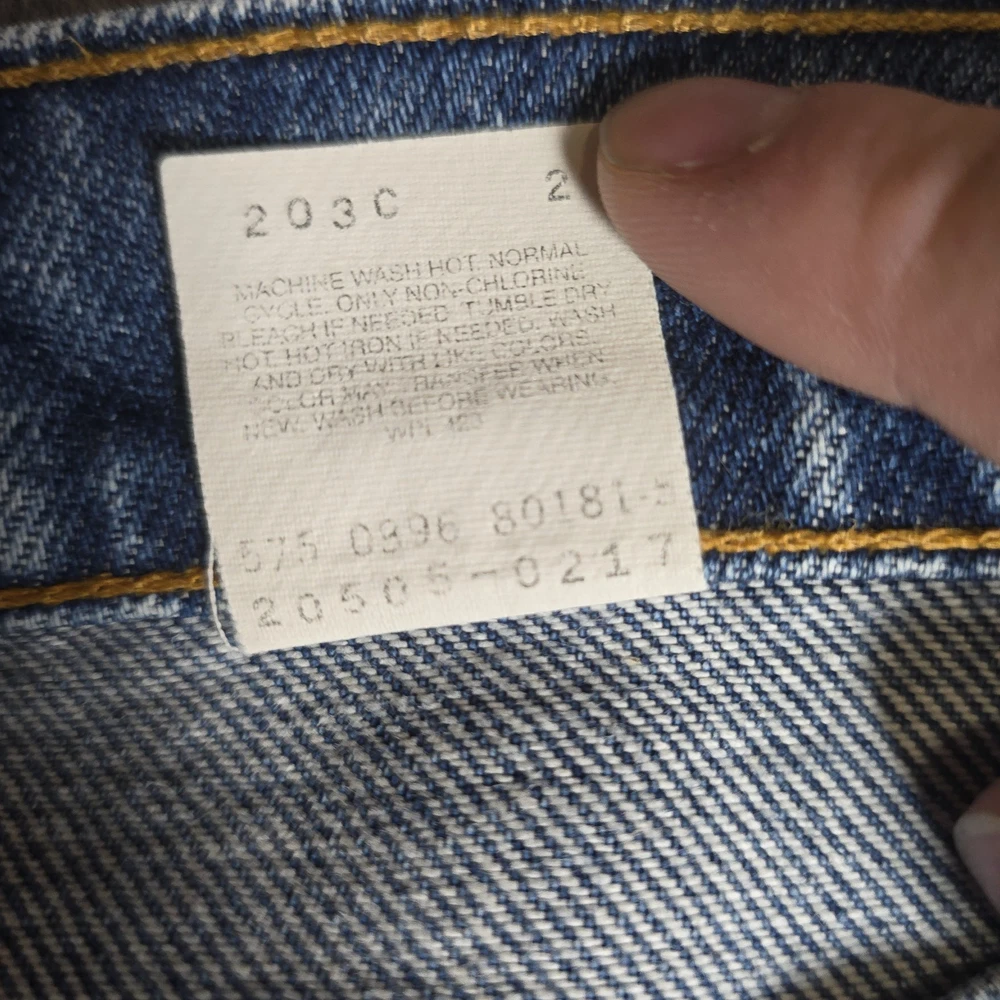 203C 2
MACHINE WASH HOT, NORMAL
CYCLE. ONLY NON-CHLORINE
BLEACH IF NEEDED. TUMBLE DRY
HOT. HOT IRON IF NEEDED. WASH
AND DRY WITH LIKE COLORS.
COLOR MAY TRANSFER WHEN
NEW. WASH BEFORE WEARING.
WPL 423
575 0996 80181-
20505-0217